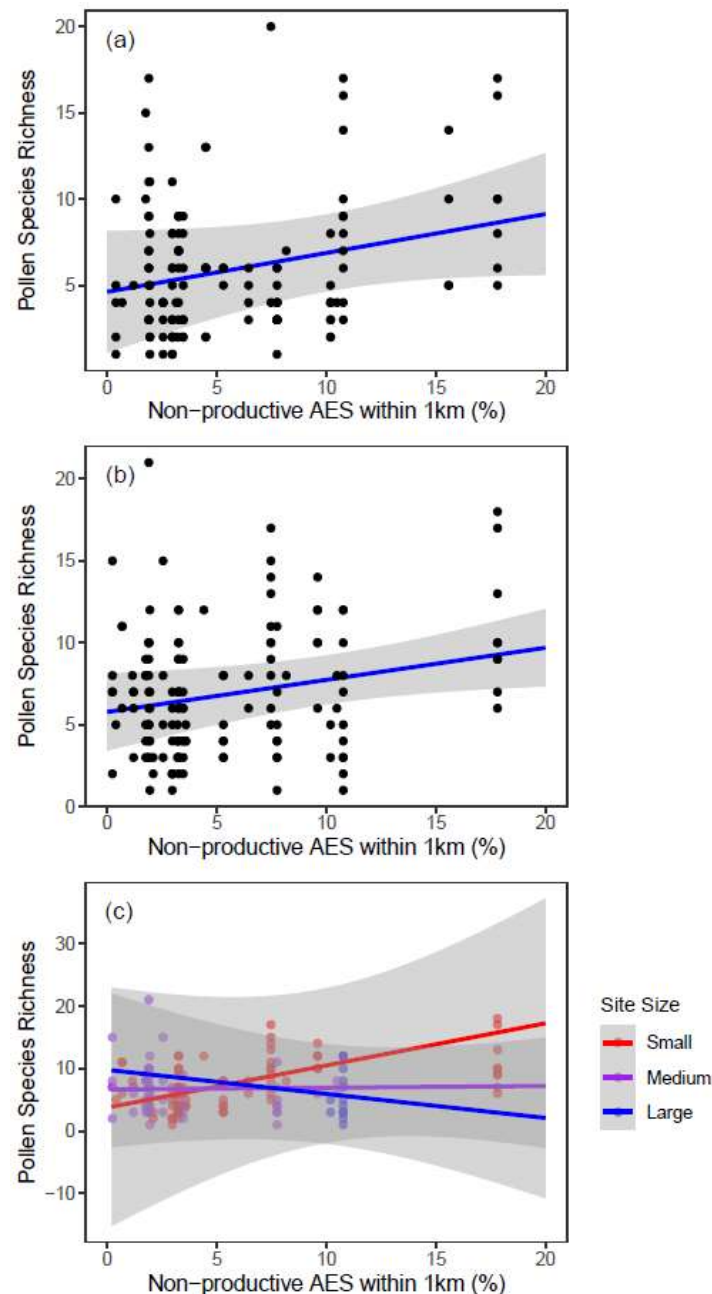 (a)
Pollen Species Richness
20
15
10
5
0 5 10 15 20
Non−productive AES within 1km (%)
(b)
Pollen Species Richness
20
15
10
5
0
0 5 10 15 20
Non−productive AES within 1km (%)
(c)
Pollen Species Richness
30
20
10
0
−10
0 5 10 15 20
Non−productive AES within 1km (%)
Site Size
Small
Medium
Large